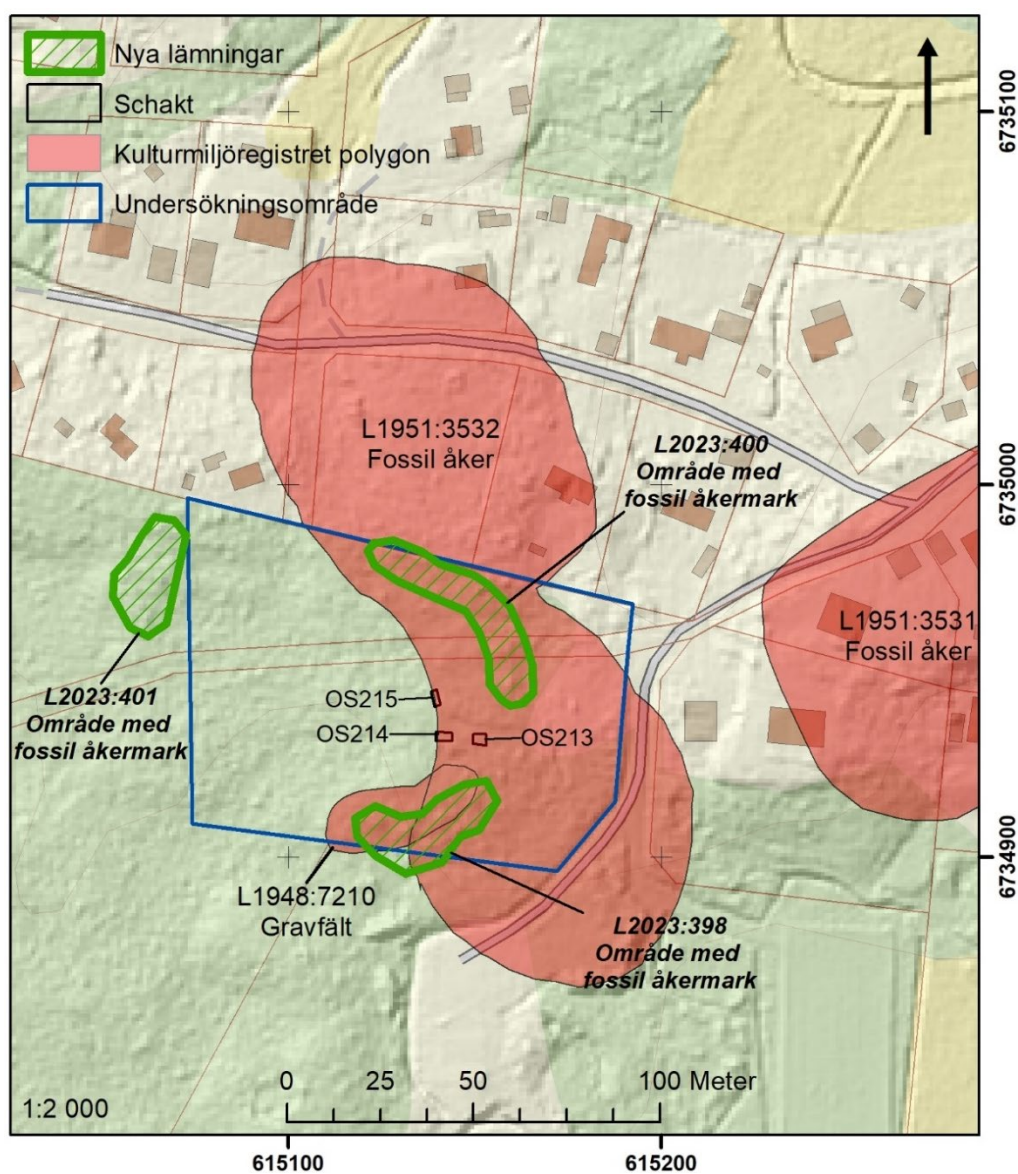 Nya lämningar
Schakt
Kulturmiljöregistret polygon
Undersökningsområde
6735100
L1951:3532
Fossil åker
L2023:400
Område med
fossil åkermark
6735000
L1951:3531
Fossil åker
L2023:401
Område med
fossil åkermark
OS215
OS214
OS213
6734900
L1948:7210
Gravfält
L2023:398
Område med
fossil åkermark
0 25 50 100 Meter
1:2 000
615100 615200